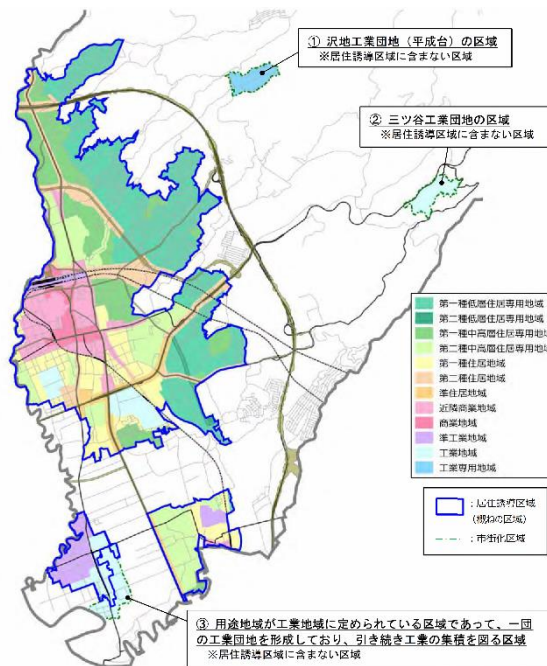 ① 沢地工業団地（平成台）の区域
※居住誘導区域に含まない区域
② 三ツ谷工業団地の区域
※居住誘導区域に含まない区域
第一種低層住居専用地域
第二種低層住居専用地域
第一種中高層住居専用地域
第二種中高層住居専用地域
第一種住居地域
第二種住居地域
準住居地域
近隣商業地域
商業地域
準工業地域
工業地域
工業専用地域
：居住誘導区域
（概ねの区域）
：市街化区域
③ 用途地域が工業地域に定められている区域であって、一団
の工業団地を形成しており、引き続き工業の集積を図る区域
※居住誘導区域に含まない区域